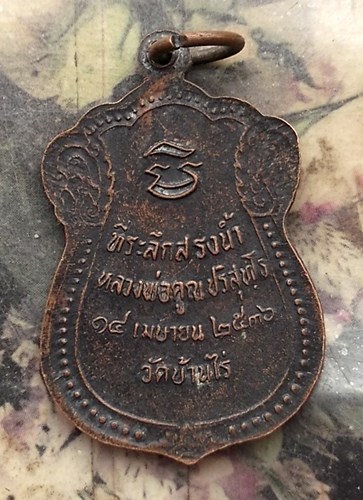 ที่ระลึกสรงน้ำ
หลวงพ่อคูณ ปริสุทฺโธ
๑๔ เมษายน ๒๕๓๖
วัดบ้านไร่